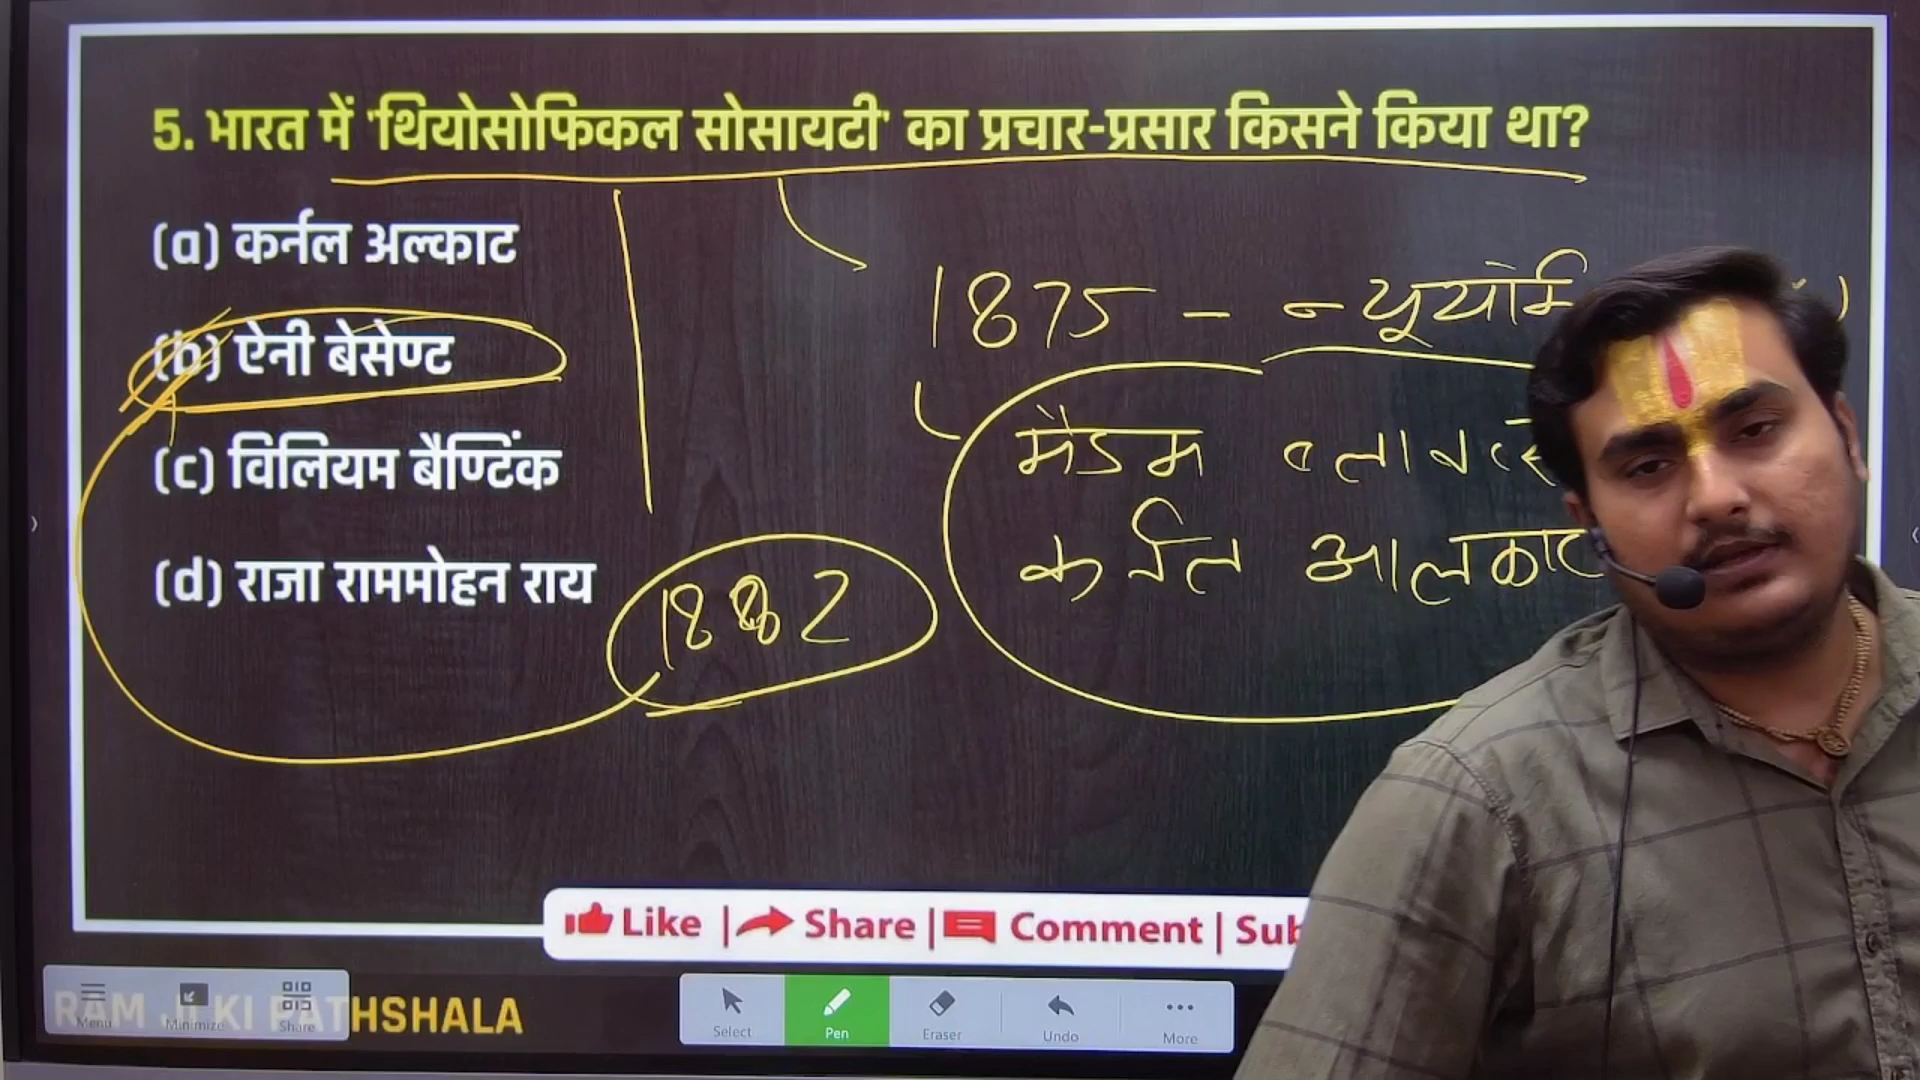 5. भारत में 'थियोसोफिकल सोसायटी' का प्रचार-प्रसार किसने किया था?
(a) कर्नल अल्काट
(b) ऐनी बेसेण्ट
(c) विलियम बैण्टिंक
(d) राजा राममोहन राय
1875 - न्यूयॉर्क
मैडम
कर्नल आलकाट
1882
Like | Share | Comment | Sub
RAM JI KI PATHSHALA
Menu Minimize Share
Select Pen Eraser Undo More